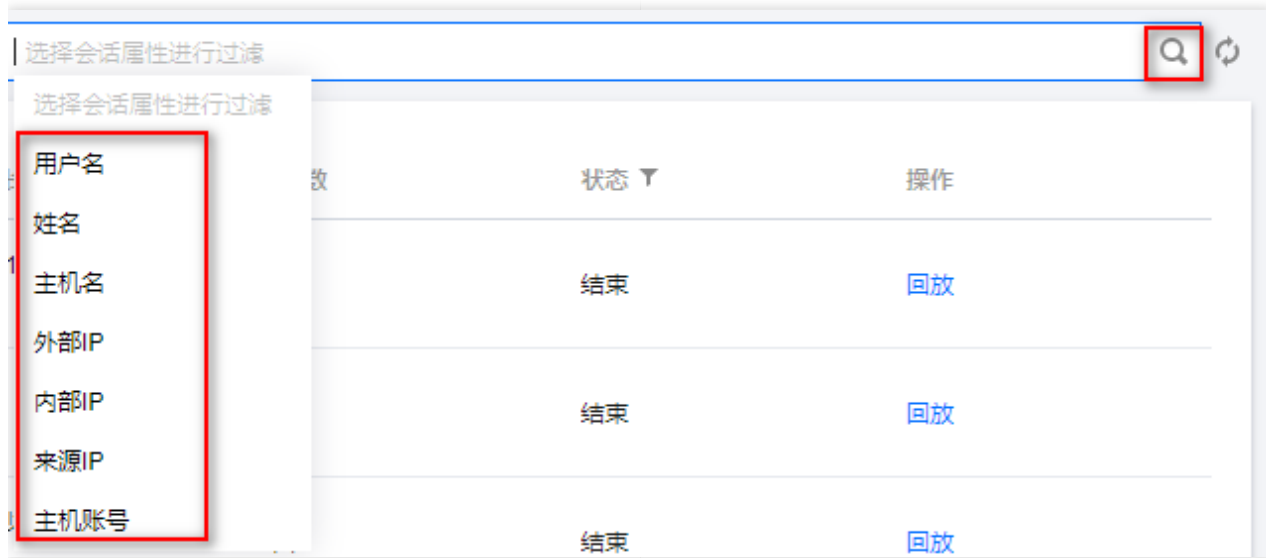 选择会话属性进行过滤
选择会话属性进行过滤
用户名
姓名
主机名
外部IP
内部IP
来源IP
主机账号
数 状态 操作
结束 回放
结束 回放
结束 回放